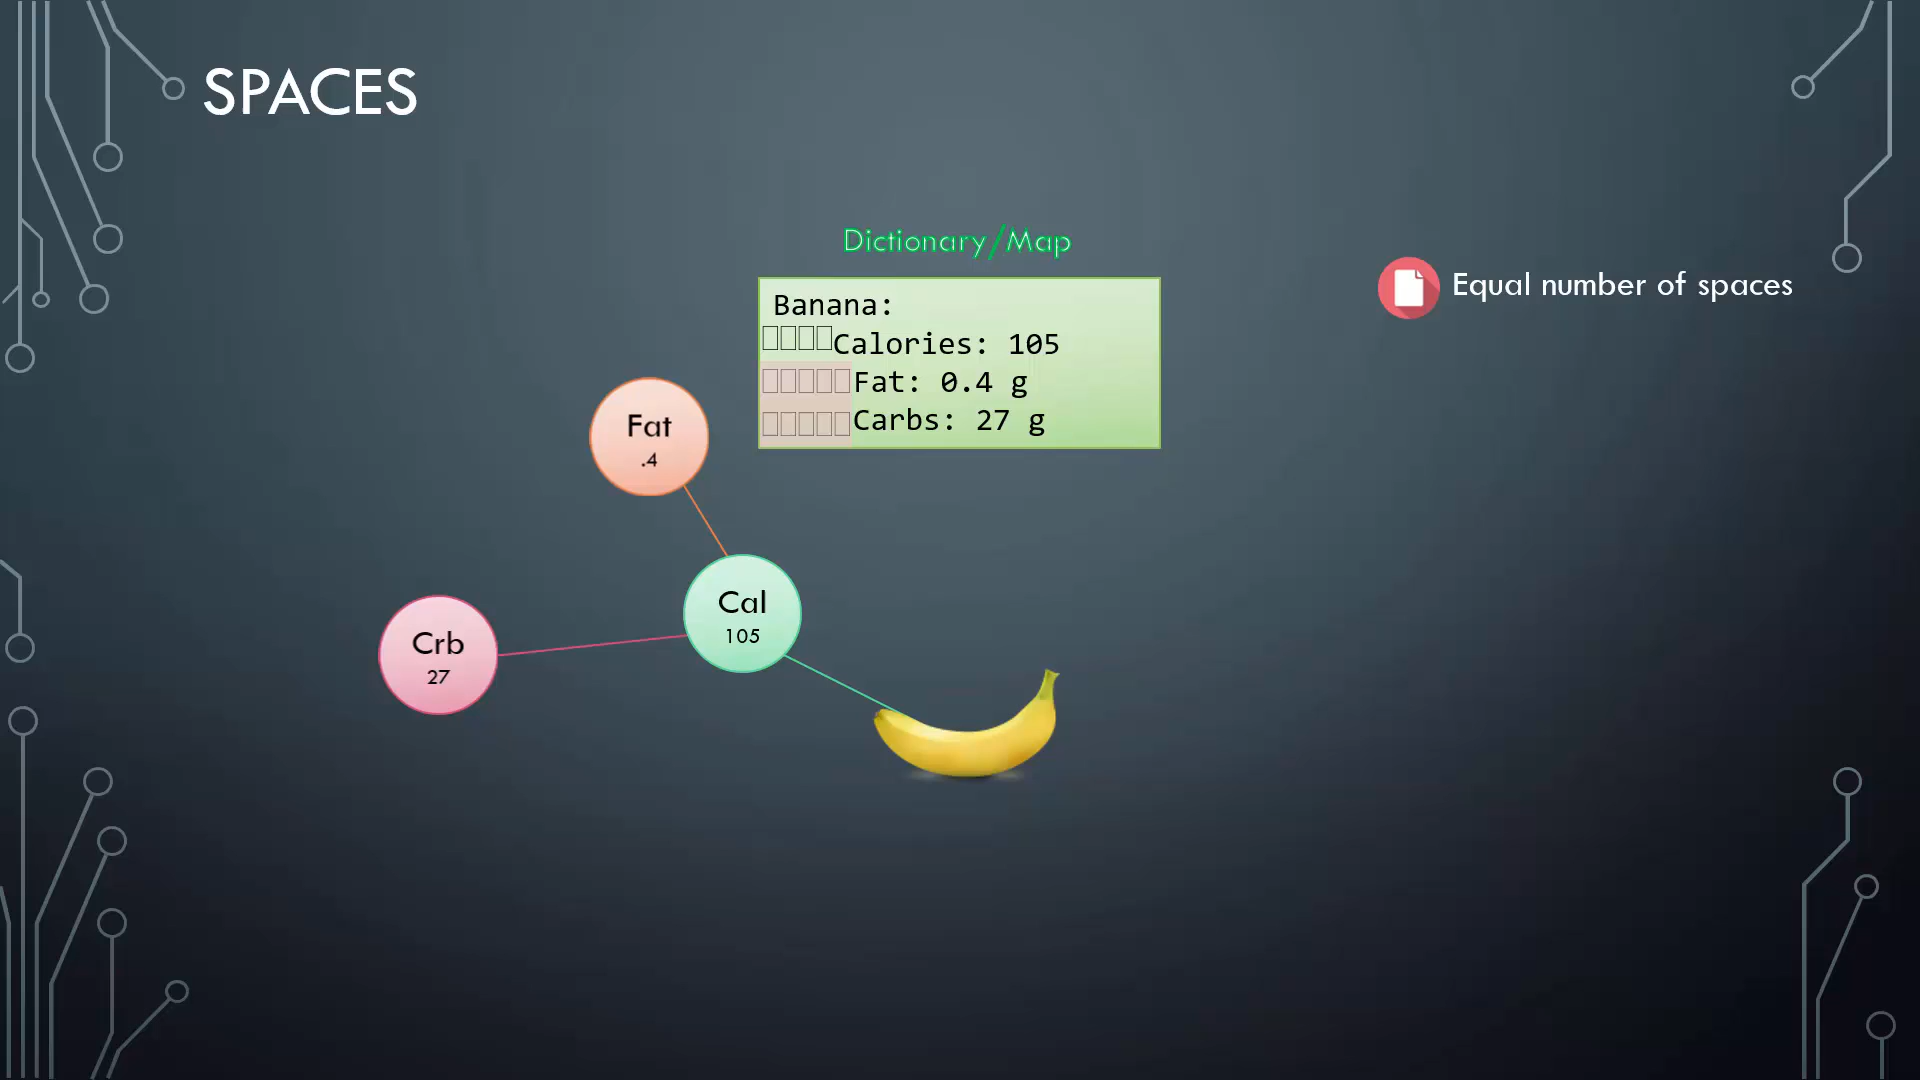 SPACES
Dictionary/Map
Equal number of spaces
Banana:
Calories: 105
Fat: 0.4 g
Carbs: 27 g
Fat
.4
Cal
105
Crb
27